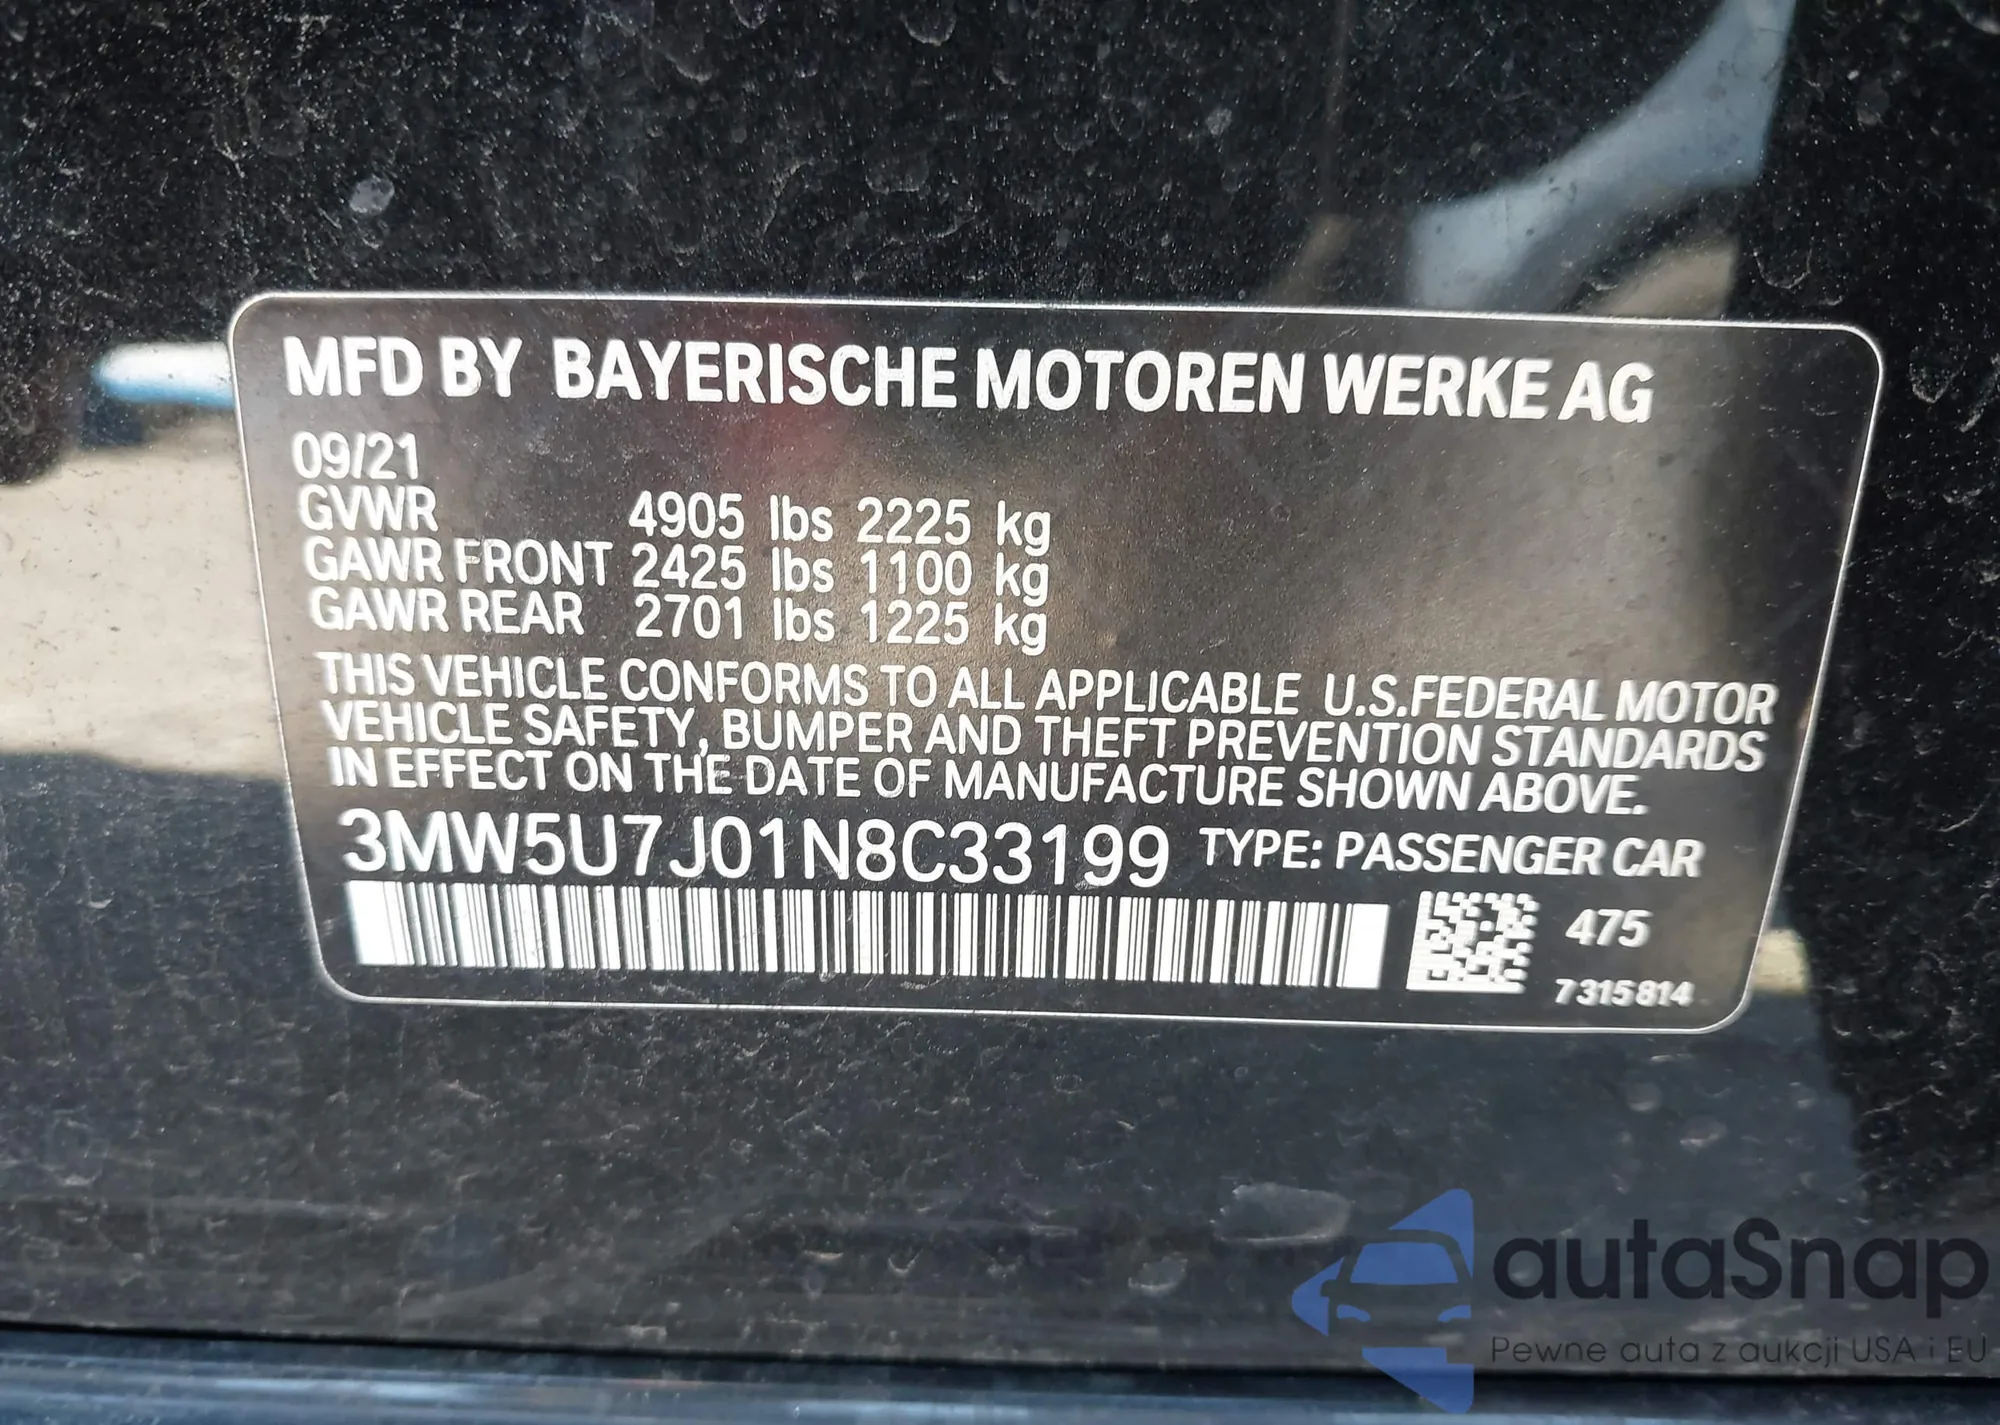 MFD BY BAYERISCHE MOTOREN WERKE AG
09/21
GVWR 4905 lbs 2225 kg
GAWR FRONT 2425 lbs 1100 kg
GAWR REAR 2701 lbs 1225 kg
THIS VEHICLE CONFORMS TO ALL APPLICABLE U.S.FEDERAL MOTOR
VEHICLE SAFETY, BUMPER AND THEFT PREVENTION STANDARDS
IN EFFECT ON THE DATE OF MANUFACTURE SHOWN ABOVE.
3MW5U7J01N8C33199 TYPE: PASSENGER CAR
475
7315814
autaSnap
Pewne auta z aukcji USA i EU